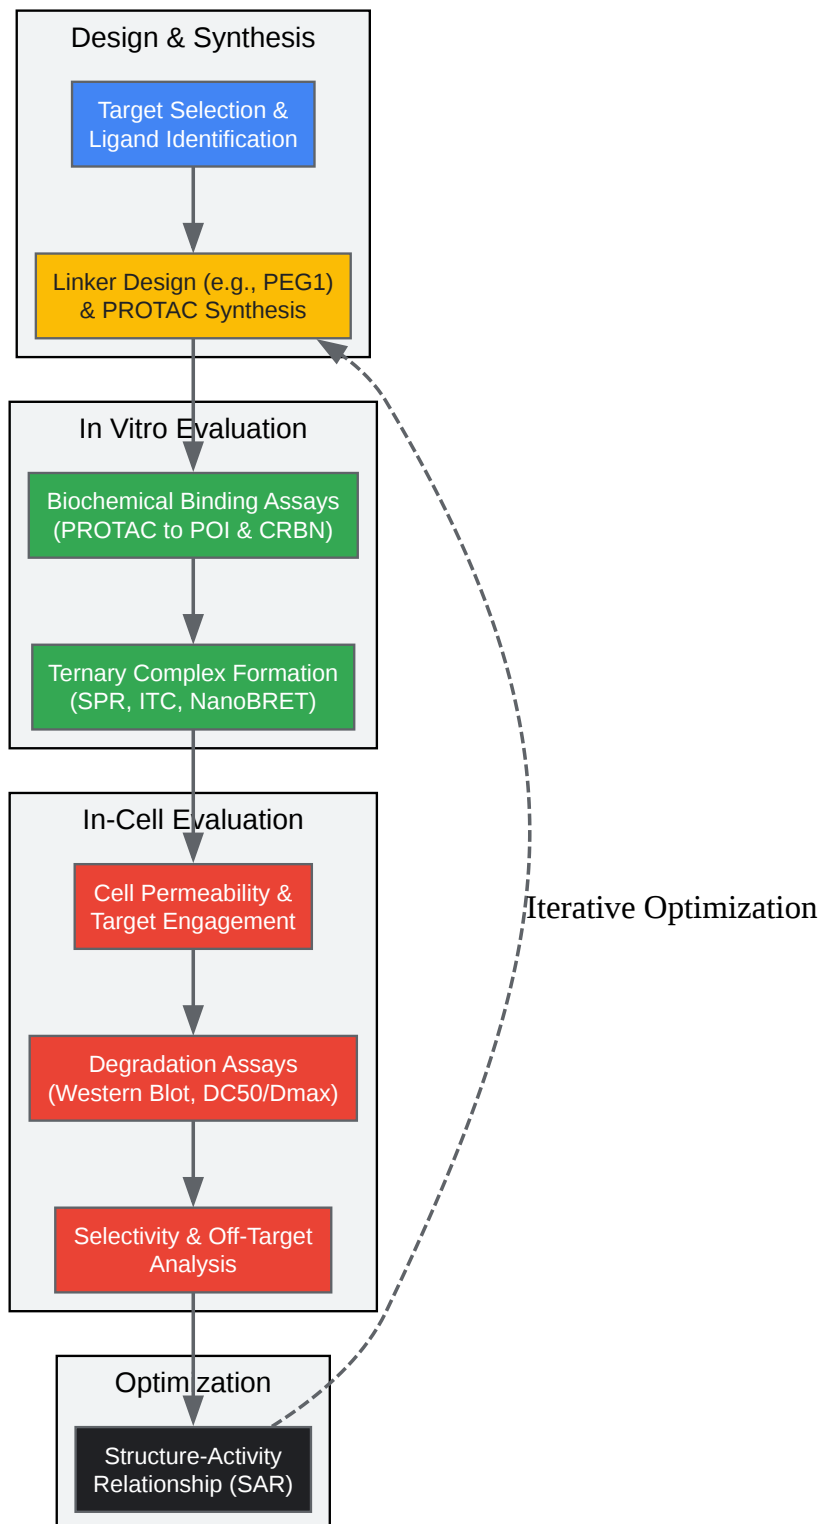 Design & Synthesis
Target Selection &
Ligand Identification
Linker Design (e.g., PEG1)
& PROTAC Synthesis
In Vitro Evaluation
Biochemical Binding Assays
(PROTAC to POI & CRBN)
Ternary Complex Formation
(SPR, ITC, NanoBRET)
In-Cell Evaluation
Cell Permeability &
Target Engagement
Iterative Optimization
Degradation Assays
(Western Blot, DC50/Dmax)
Selectivity & Off-Target
Analysis
Optimization
Structure-Activity
Relationship (SAR)